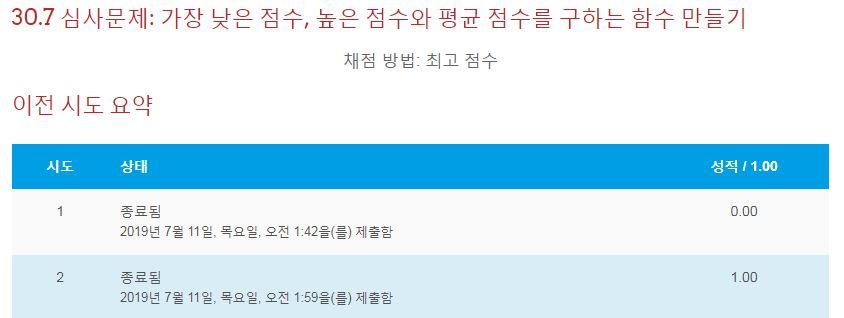 30.7 심사문제: 가장 낮은 점수, 높은 점수와 평균 점수를 구하는 함수 만들기
채점 방법: 최고 점수
이전 시도 요약
시도 상태 성적 / 1.00
1 종료됨 0.00
2019년 7월 11일, 목요일, 오전 1:42을(를) 제출함
2 종료됨 1.00
2019년 7월 11일, 목요일, 오전 1:59을(를) 제출함